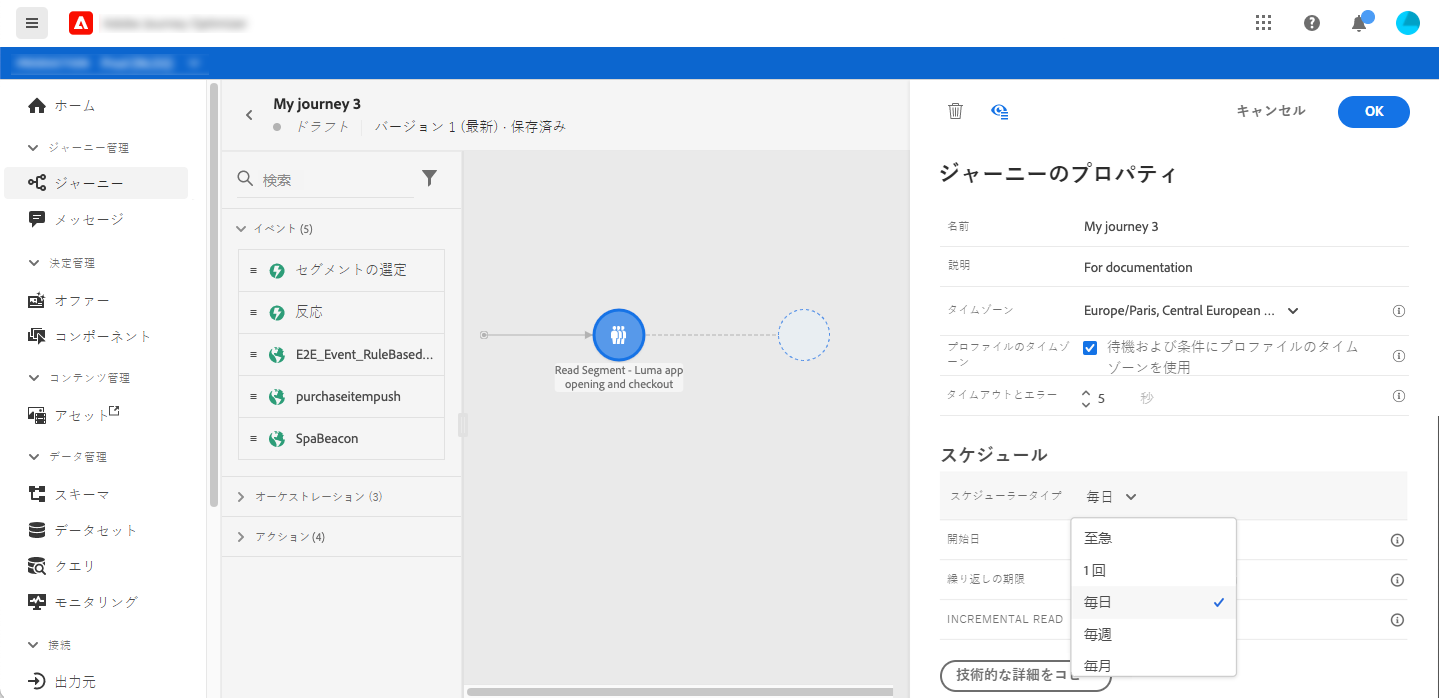 ホーム
ジャーニー管理
ジャーニー
メッセージ
決定管理
オファー
コンポーネント
コンテンツ管理
アセット
データ管理
スキーマ
データセット
クエリ
モニタリング
接続
出力元
My journey 3
ドラフト
バージョン 1 (最新) · 保存済み
検索
イベント (5)
セグメントの選定
反応
E2E_Event_RuleBased...
purchaseitempush
SpaBeacon
オーケストレーション (3)
アクション (4)
Read Segment - Luma app
opening and checkout
キャンセル
OK
ジャーニーのプロパティ
名前
My journey 3
説明
For documentation
タイムゾーン
Europe/Paris, Central European ...
プロファイルのタイムゾ
ーン
待機および条件にプロファイルのタイム
ゾーンを使用
タイムアウトとエラー
5 秒
スケジュール
スケジューラータイプ
毎日
至急
1 回
毎日
毎週
毎月
開始日
繰り返しの期限
INCREMENTAL READ
技術的な詳細をコピ